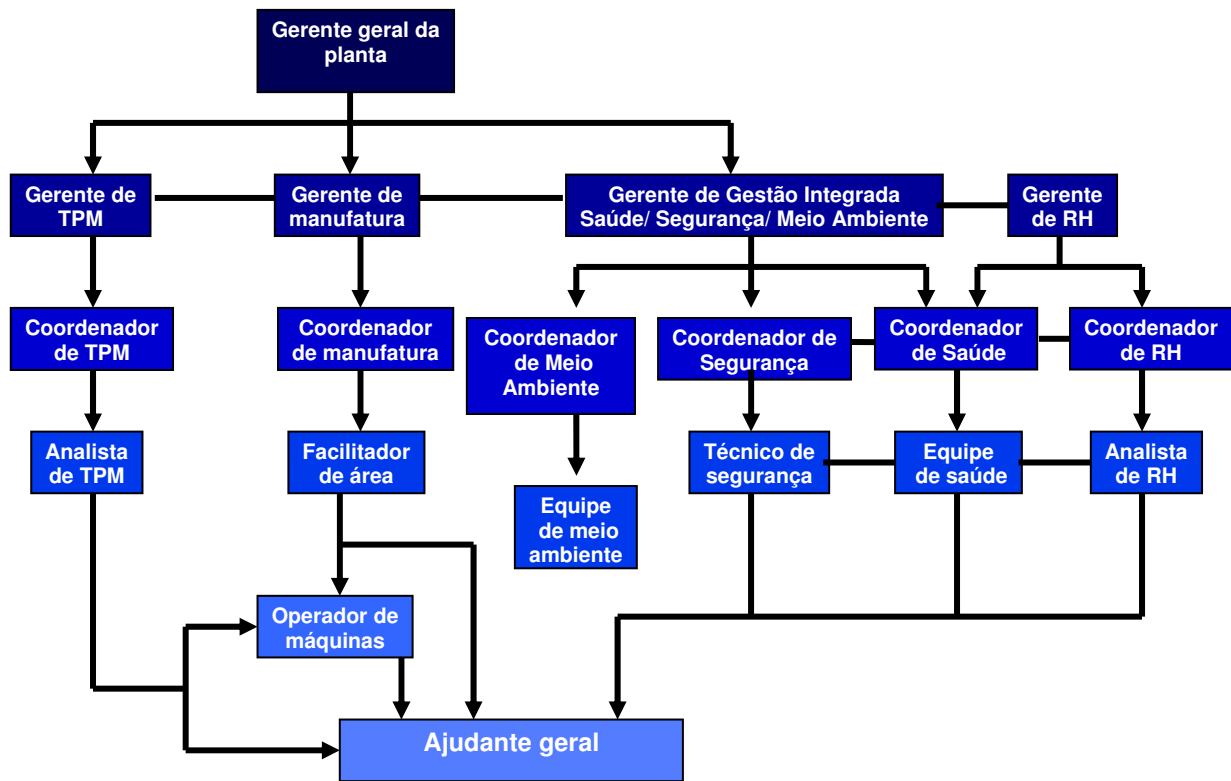 Gerente geral da
planta
Gerente de
TPM
Gerente de
manufatura
Gerente de Gestão Integrada
Saúde/ Segurança/ Meio Ambiente
Gerente
de RH
Coordenador
de TPM
Coordenador
de manufatura
Coordenador
de Meio
Ambiente
Coordenador de
Segurança
Coordenador
de Saúde
Coordenador
de RH
Analista
de TPM
Facilitador
de área
Equipe
de meio
ambiente
Técnico de
segurança
Equipe
de saúde
Analista
de RH
Operador de
máquinas
Ajudante geral